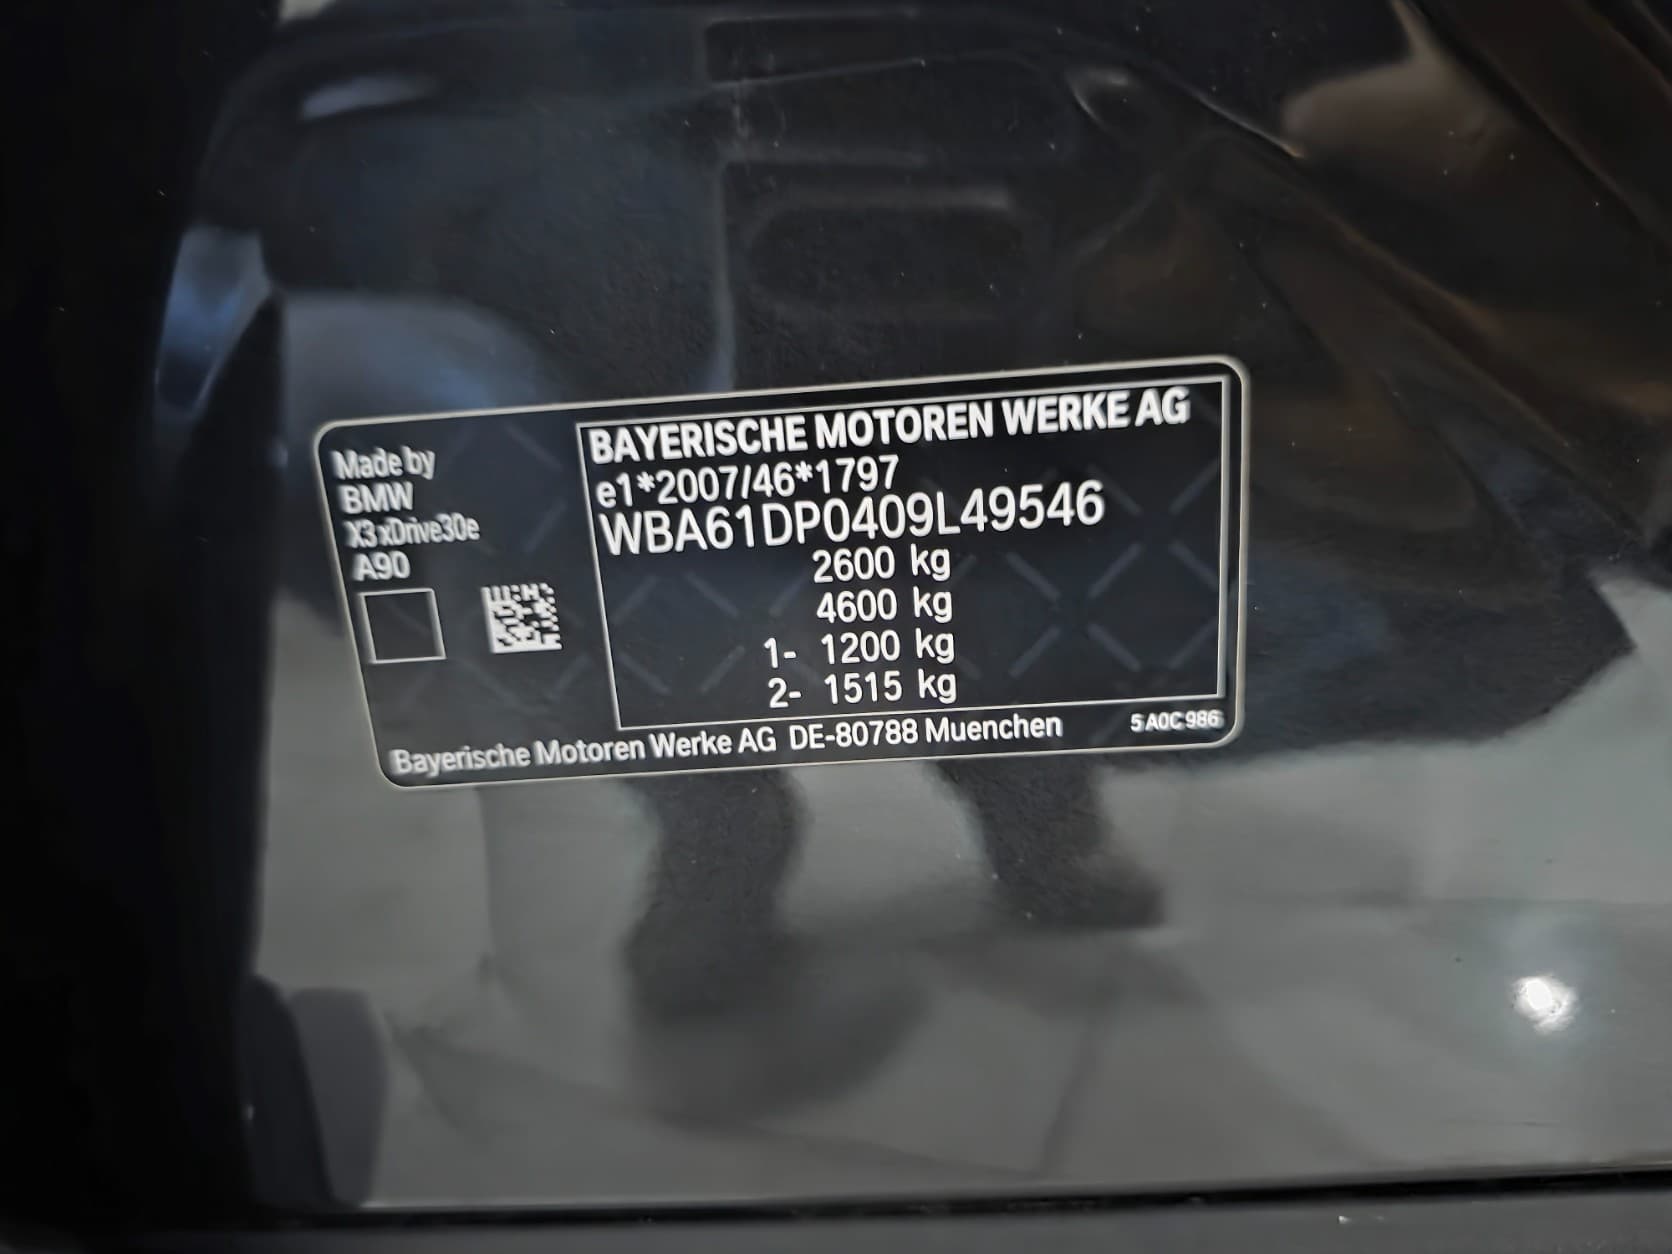 Made by
BMW
X3 xDrive30e
A90
BAYERISCHE MOTOREN WERKE AG
e1*2007/46*1797
WBA61DP0409L49546
2600 kg
4600 kg
1- 1200 kg
2- 1515 kg
Bayerische Motoren Werke AG DE-80788 Muenchen
5 A0C 986